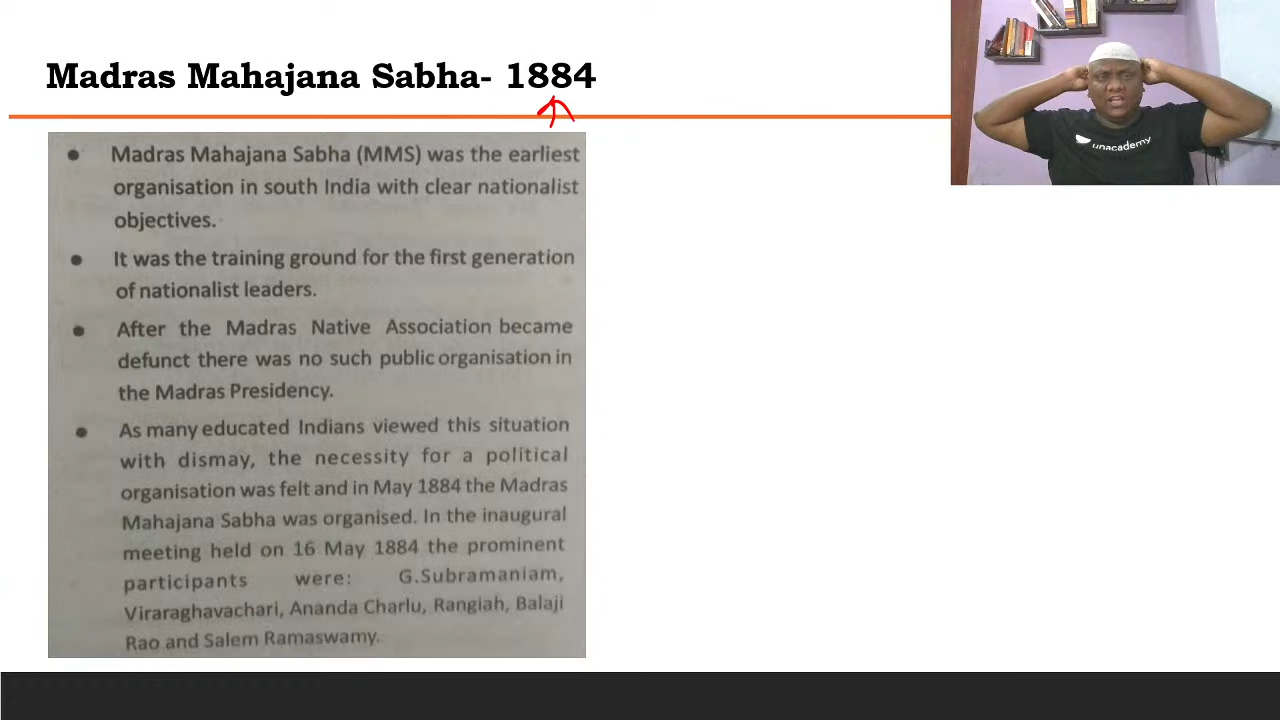 Madras Mahajana Sabha- 1884
unacademy
• Madras Mahajana Sabha (MMS) was the earliest
organisation in south India with clear nationalist
objectives.
• It was the training ground for the first generation
of nationalist leaders.
• After the Madras Native Association became
defunct there was no such public organisation in
the Madras Presidency.
• As many educated Indians viewed this situation
with dismay, the necessity for a political
organisation was felt and in May 1884 the Madras
Mahajana Sabha was organised. In the inaugural
meeting held on 16 May 1884 the prominent
participants were: G.Subramaniam,
Viraraghavachari, Ananda Charlu, Rangiah, Balaji
Rao and Salem Ramaswamy.